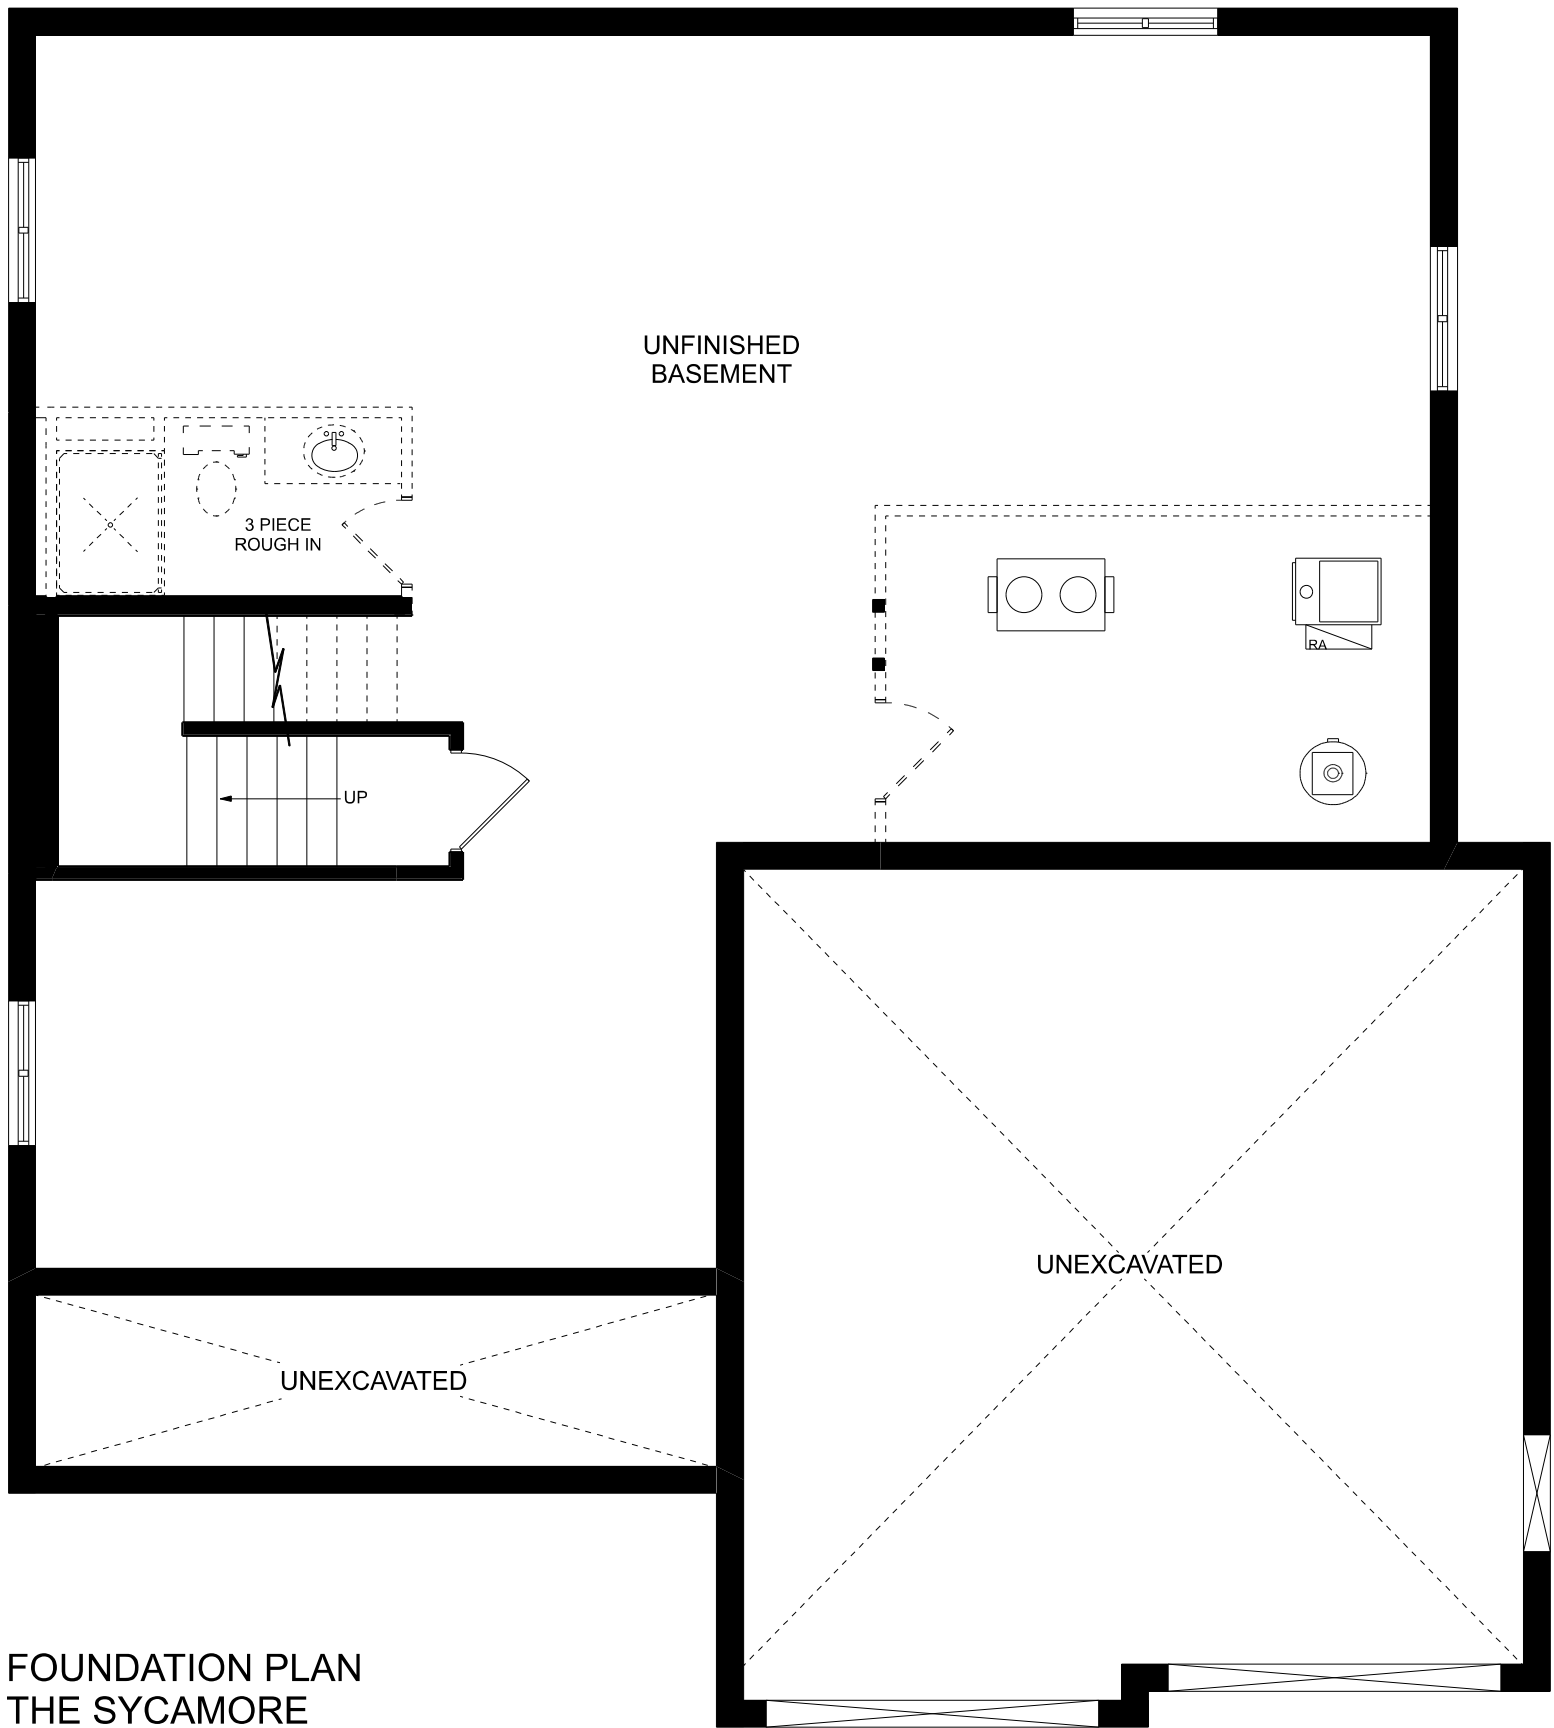 UNFINISHED
BASEMENT
3 PIECE
ROUGH IN
RA
UP
UNEXCAVATED
UNEXCAVATED
FOUNDATION PLAN
THE SYCAMORE